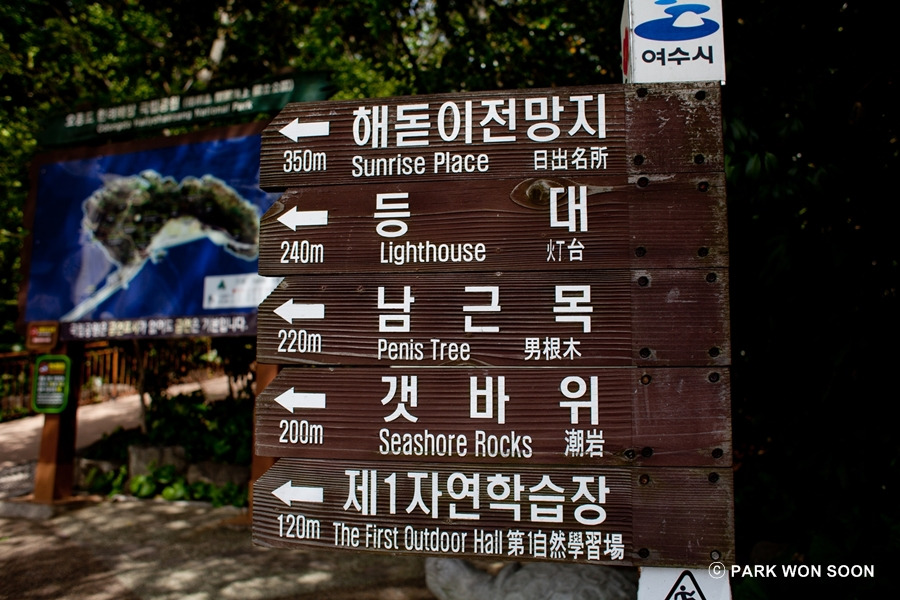 여수시
해돋이전망지
350m Sunrise Place 日出名所
등 대
240m Lighthouse 灯台
남 근 목
220m Penis Tree 男根木
갯 바 위
200m Seashore Rocks 潮岩
제1자연학습장
120m The First Outdoor Hall 第1自然學習場
© PARK WON SOON